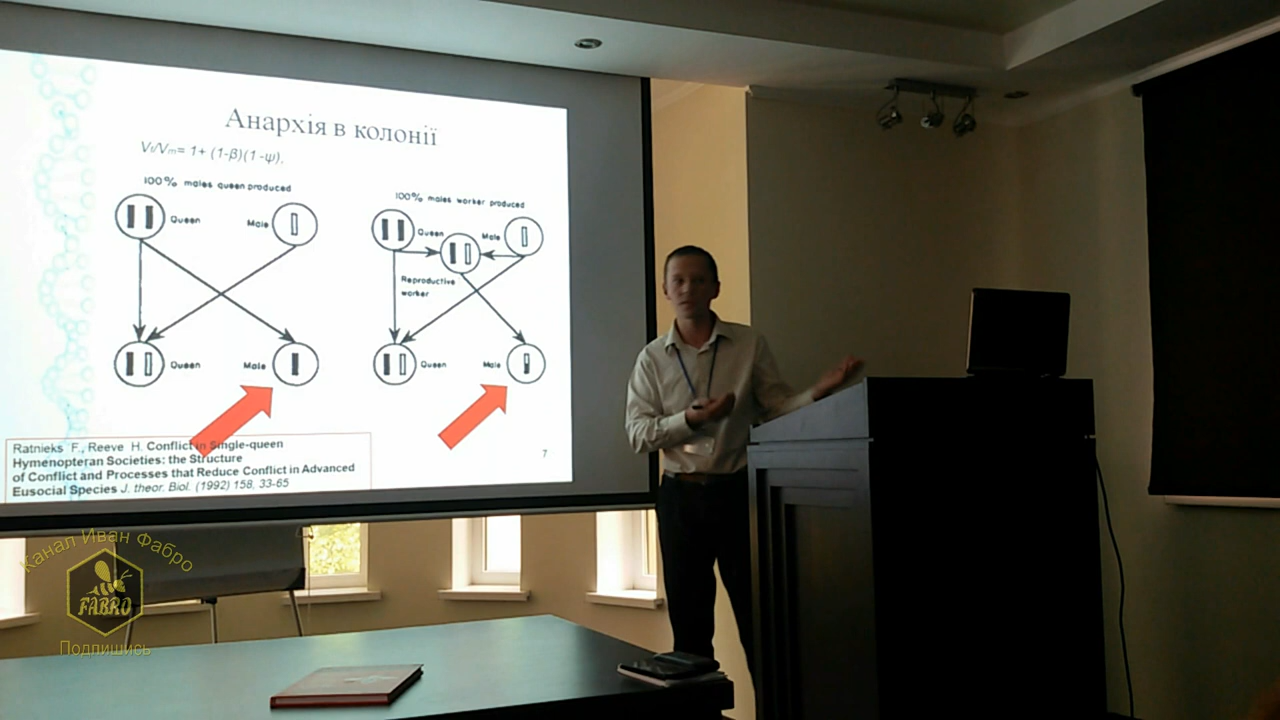 Анархія в колонії
Vf/Vm= 1+ (1-β)(1-ψ),
100% males queen produced
Queen
Male
Queen
Male
100% males worker produced
Queen
Male
Reproductive
worker
Queen
Male
Ratnieks F., Reeve H. Conflict in Single-queen
Hymenopteran Societies: the Structure
of Conflict and Processes that Reduce Conflict in Advanced
Eusocial Species J. theor. Biol. (1992) 158, 33-65
7
Канал Иван Фабро
FABRO
Подпишись